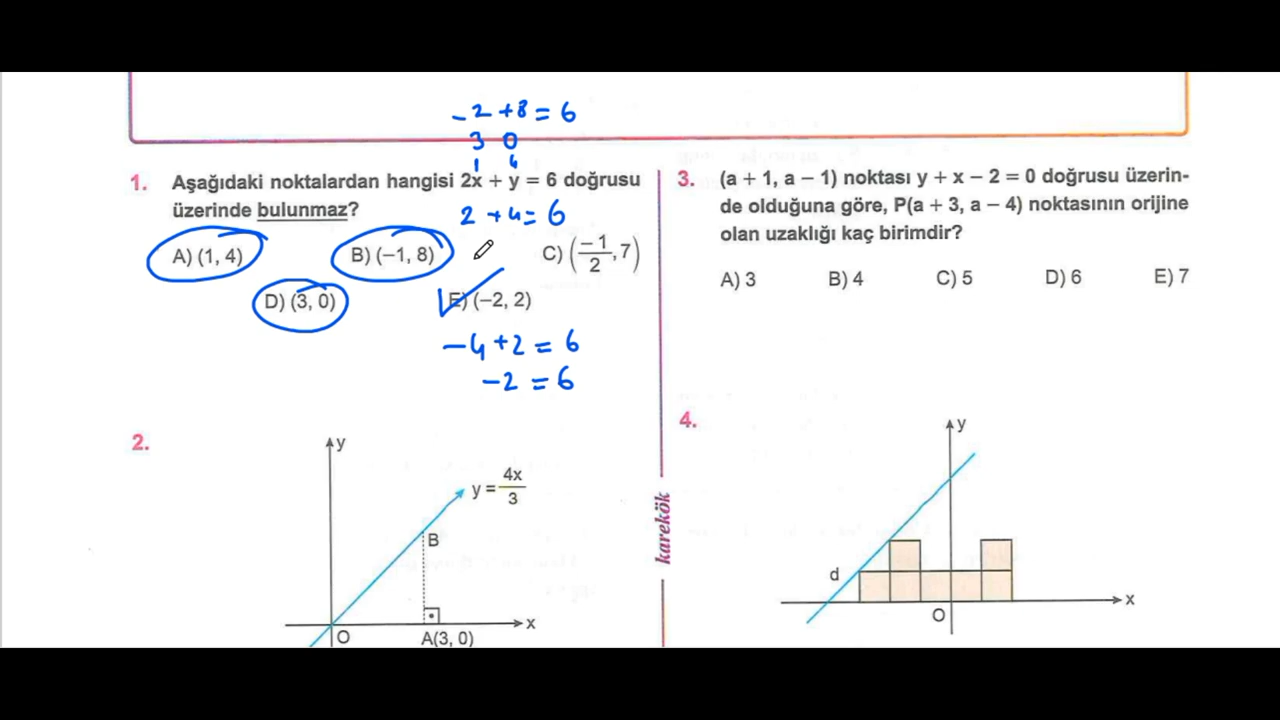 -2 +8 = 6
3 0
1 4
1. Aşağıdaki noktalardan hangisi 2x + y = 6 doğrusu
üzerinde bulunmaz?
2 +4 = 6
A) (1, 4) B) (−1, 8) C) (−1/2, 7)
D) (3, 0) E) (−2, 2)
-4 +2 = 6
-2 = 6
2.
y
y = 4x/3
B
O A(3, 0) x
karekök
3. (a + 1, a − 1) noktası y + x − 2 = 0 doğrusu üzerin-
de olduğuna göre, P(a + 3, a − 4) noktasının orijine
olan uzaklığı kaç birimdir?
A) 3 B) 4 C) 5 D) 6 E) 7
4.
y
d
O x